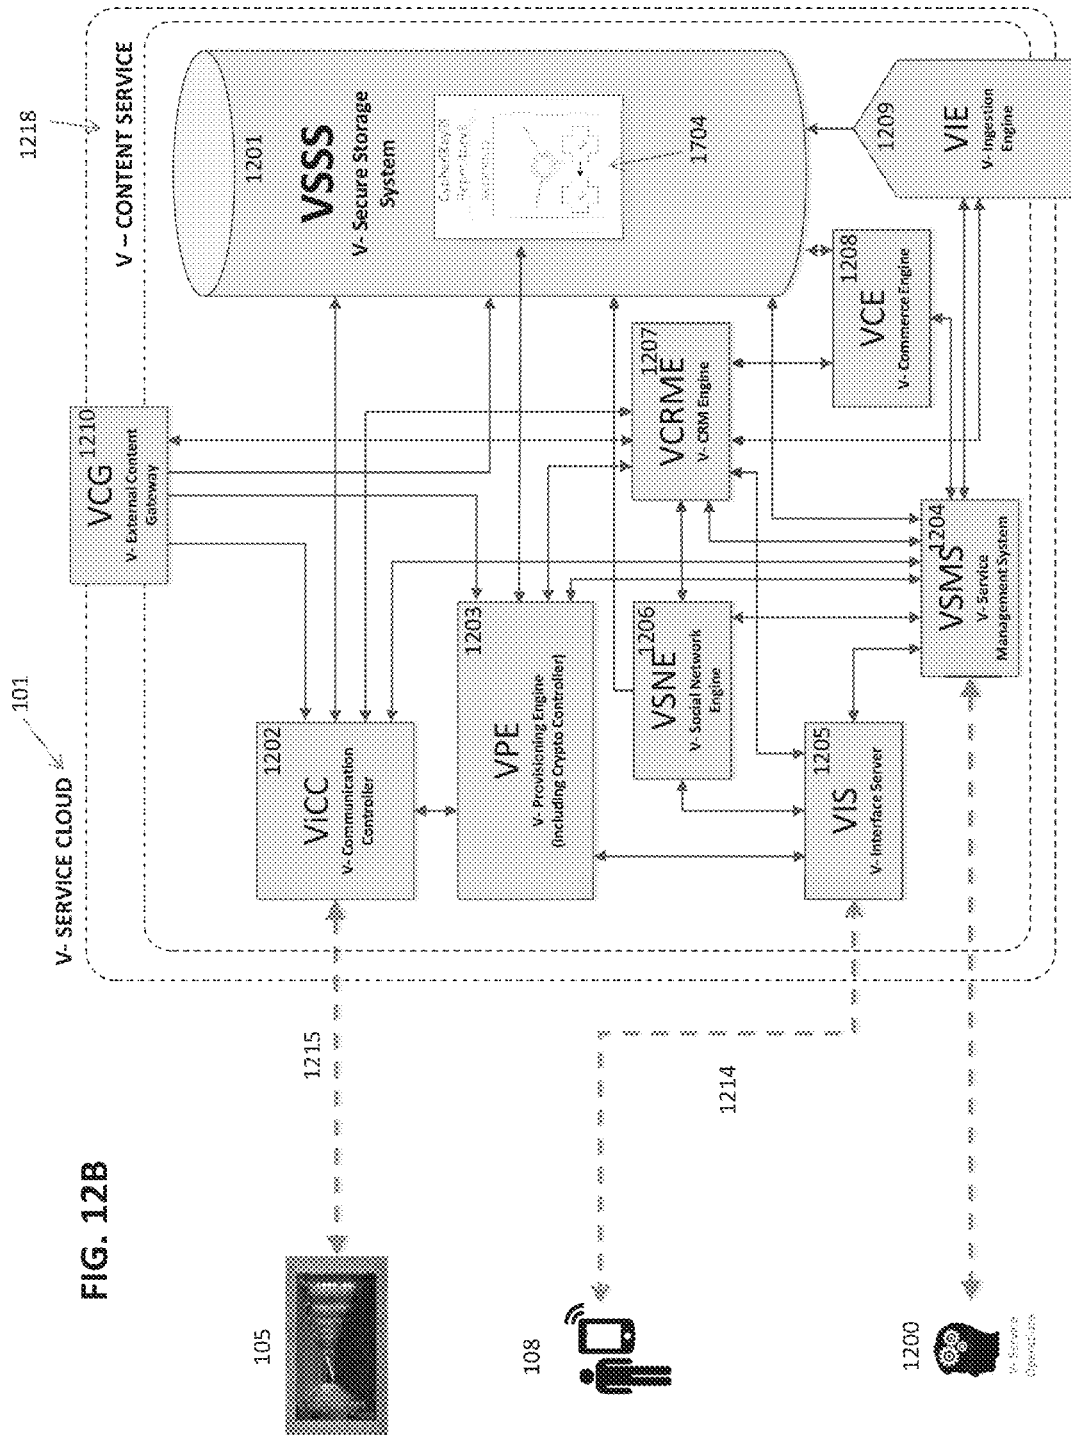 FIG. 12B
V- SERVICE CLOUD
101
V – CONTENT SERVICE
1218
105
1215
108
1214
1200
V- Service
Operations
VCG
1210
V- External Content
Gateway
ViCC
1202
V- Communication
Controller
VPE
1203
V- Provisioning Engine
(including Crypto Controller)
VSNE
1206
V- Social Network
Engine
VIS
1205
V- Interface Server
VCRME
1207
V- CRM Engine
VSMS
1204
V- Service
Management System
VCE
1208
V- Commerce Engine
1201
VSSS
V- Secure Storage
System
1704
1209
VIE
V- Ingestion
Engine